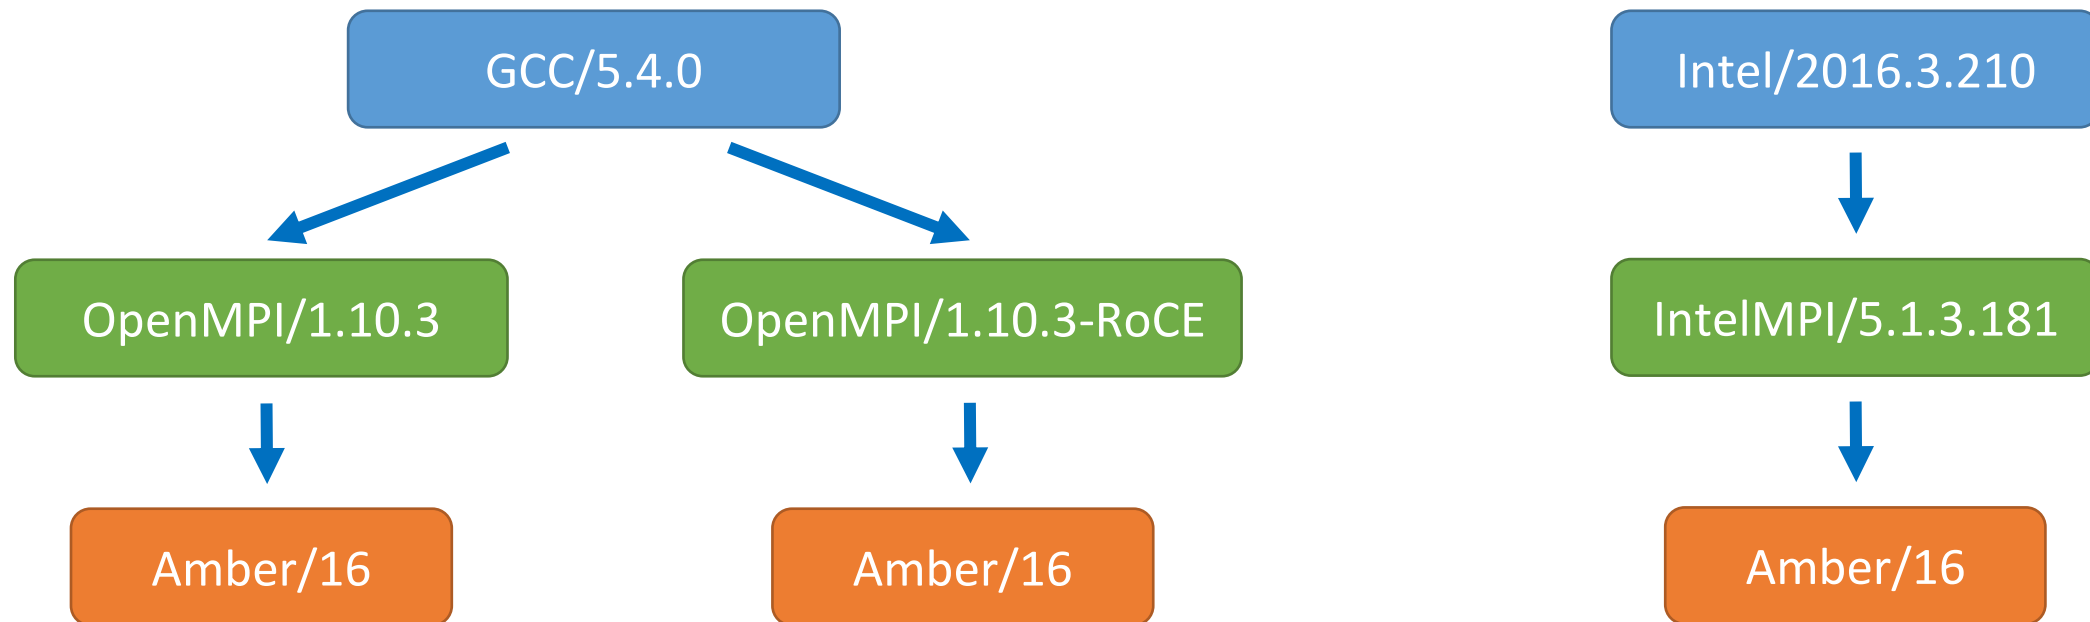 GCC/5.4.0
Intel/2016.3.210
OpenMPI/1.10.3
OpenMPI/1.10.3-RoCE
IntelMPI/5.1.3.181
Amber/16
Amber/16
Amber/16